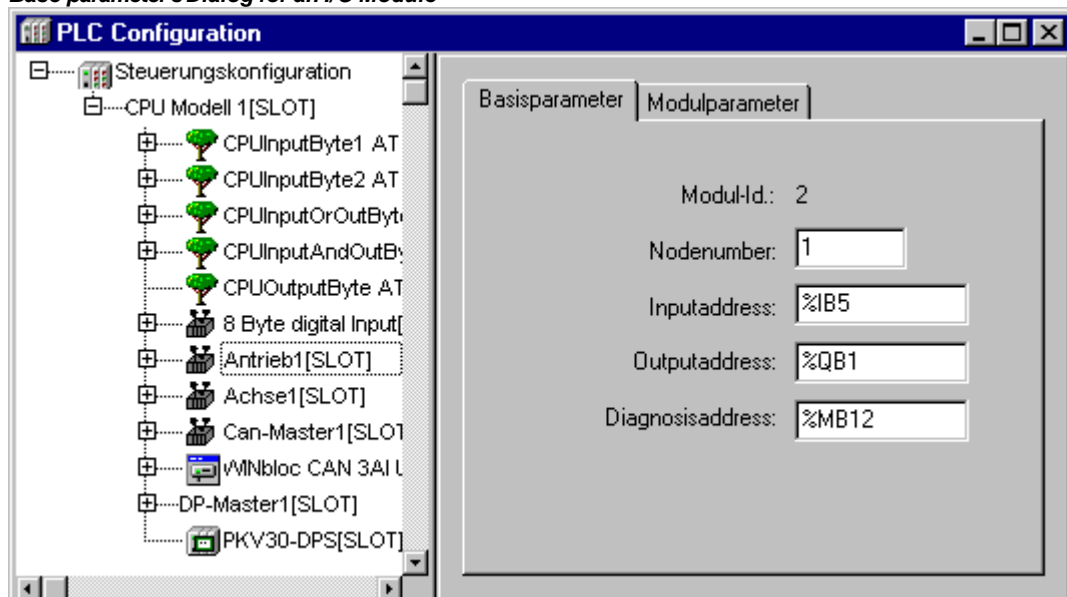 Base parameters Dialog for an I/O Module
PLC Configuration
Steuerungskonfiguration
CPU Modell 1[SLOT]
CPUInputByte1 AT
CPUInputByte2 AT
CPUInputOrOutByt
CPUInputAndOutBy
CPUOutputByte AT
8 Byte digital Input[
Antrieb1[SLOT]
Achse1[SLOT]
Can-Master1[SLOT
WINbloc CAN 3AI U
DP-Master1[SLOT]
PKV30-DPS[SLOT]
Basisparameter
Modulparameter
Modul-Id.: 2
Nodenumber: 1
Inputaddress: %IB5
Outputaddress: %QB1
Diagnosisaddress: %MB12